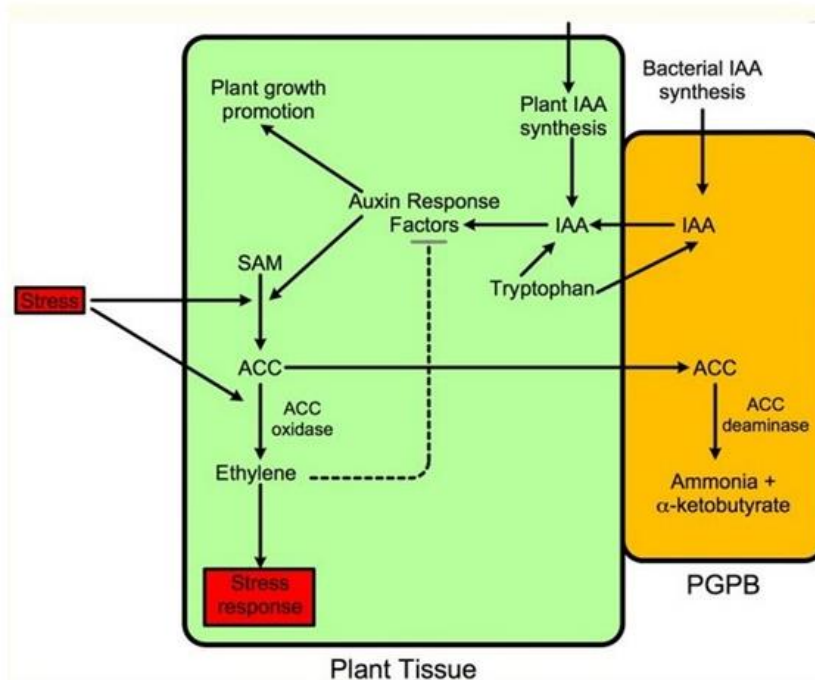 Plant growth
promotion
Plant IAA
synthesis
Bacterial IAA
synthesis
Auxin Response
Factors
IAA
IAA
SAM
Tryptophan
Stress
ACC
ACC
ACC
oxidase
ACC
deaminase
Ethylene
Ammonia +
α-ketobutyrate
Stress
response
PGPB
Plant Tissue